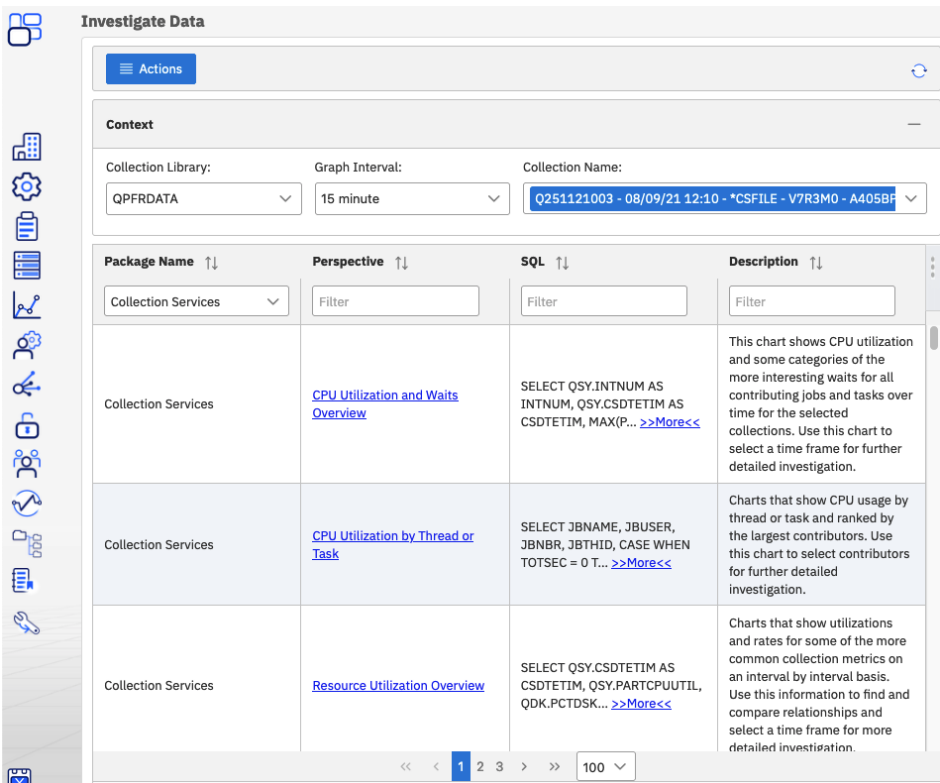 Investigate Data
Actions
Context
Collection Library:
Graph Interval:
Collection Name:
QPFRDATA
15 minute
Q251121003 - 08/09/21 12:10 - *CSFILE - V7R3M0 - A405BF
Package Name
Perspective
SQL
Description
Collection Services
Filter
Filter
Filter
Collection Services
CPU Utilization and Waits
Overview
SELECT QSY.INTNUM AS
INTNUM, QSY.CSDTETIM AS
CSDTETIM, MAX(P... >>More<<
This chart shows CPU utilization
and some categories of the
more interesting waits for all
contributing jobs and tasks over
time for the selected
collections. Use this chart to
select a time frame for further
detailed investigation.
Collection Services
CPU Utilization by Thread or
Task
SELECT JBNAME, JBUSER,
JBNBR, JBTHID, CASE WHEN
TOTSEC = 0 T... >>More<<
Charts that show CPU usage by
thread or task and ranked by
the largest contributors. Use
this chart to select contributors
for further detailed
investigation.
Collection Services
Resource Utilization Overview
SELECT QSY.CSDTETIM AS
CSDTETIM, QSY.PARTCPUUTIL,
QDK.PCTDSK... >>More<<
Charts that show utilizations
and rates for some of the more
common collection metrics on
an interval by interval basis.
Use this information to find and
compare relationships and
select a time frame for more
detailed investigation.
<< < 1 2 3 > >> 100